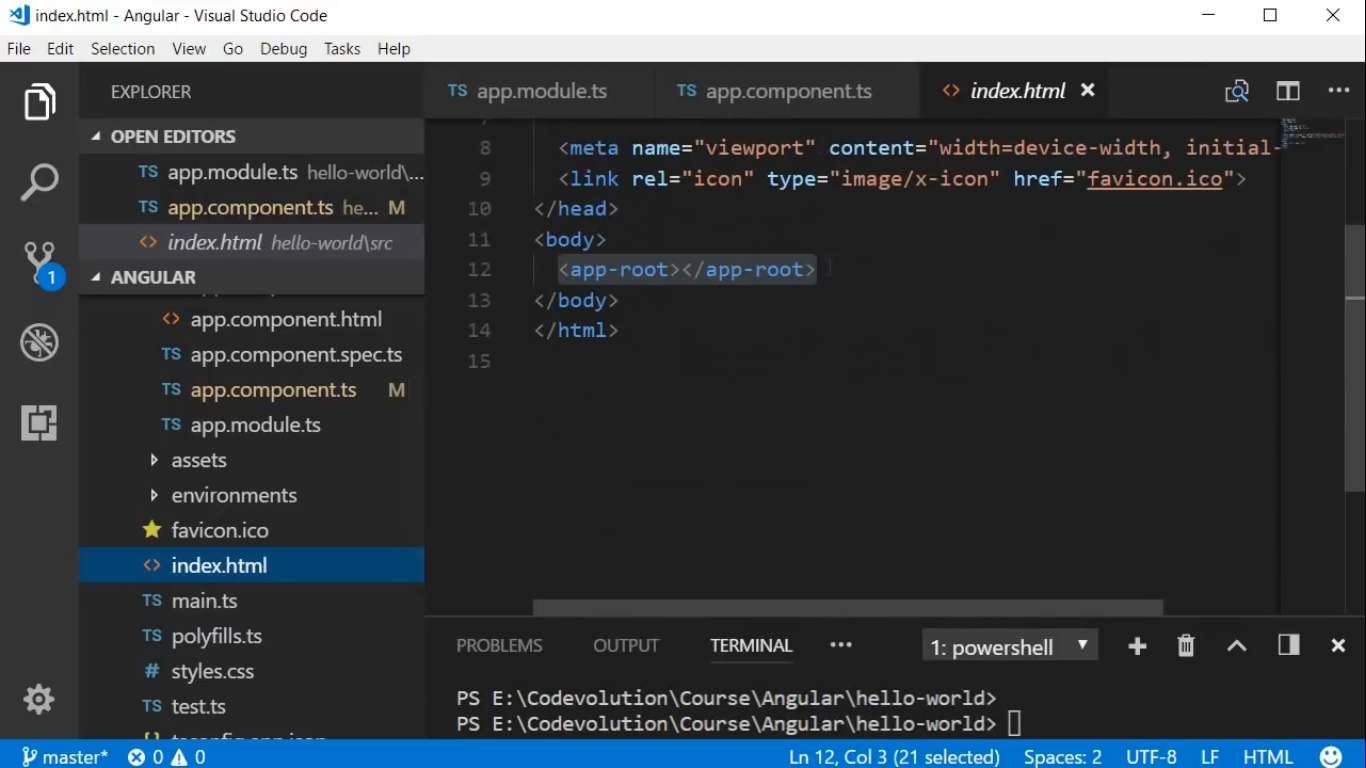 index.html - Angular - Visual Studio Code
File Edit Selection View Go Debug Tasks Help
EXPLORER
OPEN EDITORS
TS app.module.ts hello-world\...
TS app.component.ts he... M
<> index.html hello-world\src
1
ANGULAR
<> app.component.html
TS app.component.spec.ts
TS app.component.ts M
TS app.module.ts
assets
environments
favicon.ico
<> index.html
TS main.ts
TS polyfills.ts
# styles.css
TS test.ts
TS app.module.ts TS app.component.ts <> index.html
8 <meta name="viewport" content="width=device-width, initial-
9 <link rel="icon" type="image/x-icon" href="favicon.ico">
10 </head>
11 <body>
12 <app-root></app-root>
13 </body>
14 </html>
15
PROBLEMS OUTPUT TERMINAL ••• 1: powershell
PS E:\Codevolution\Course\Angular\hello-world>
PS E:\Codevolution\Course\Angular\hello-world>
master* 0 0 Ln 12, Col 3 (21 selected) Spaces: 2 UTF-8 LF HTML